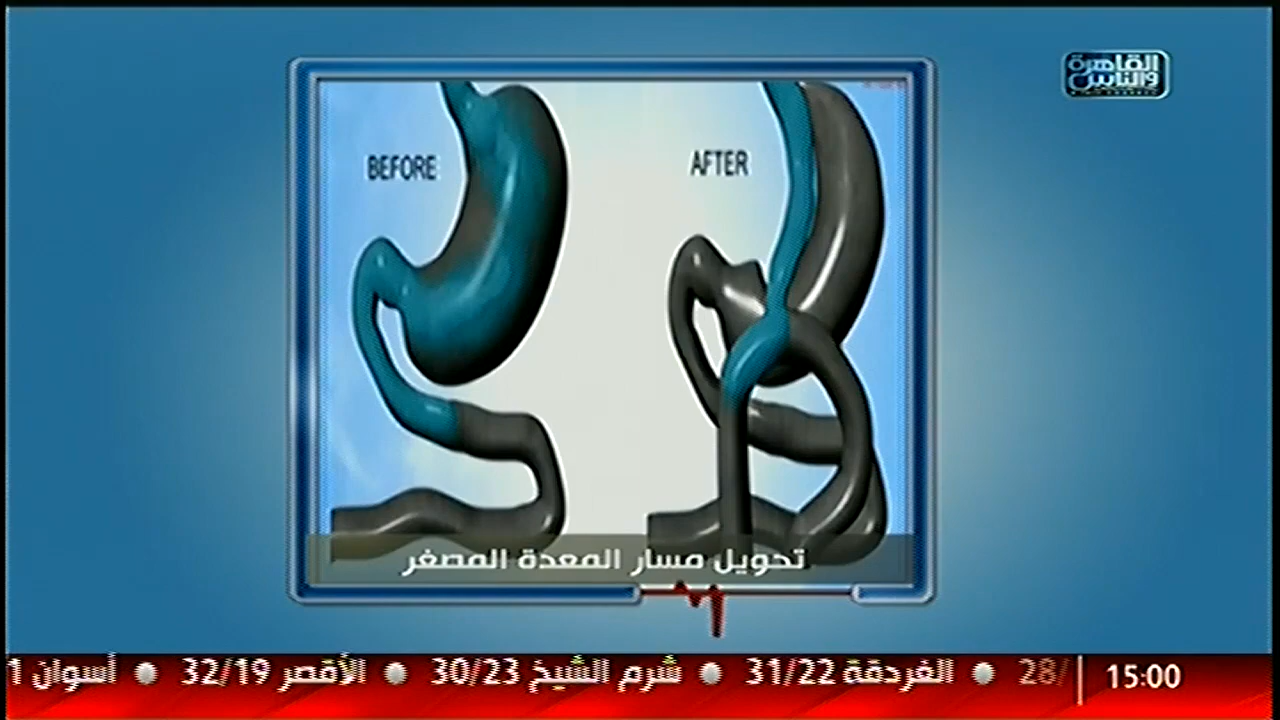 القاهرة
والناس
BEFORE
AFTER
تحويل مسار المعدة المصغر
15:00
28/ ● الغردقة 31/22 ● شرم الشيخ 30/23 ● الأقصر 32/19 ● أسوان 1